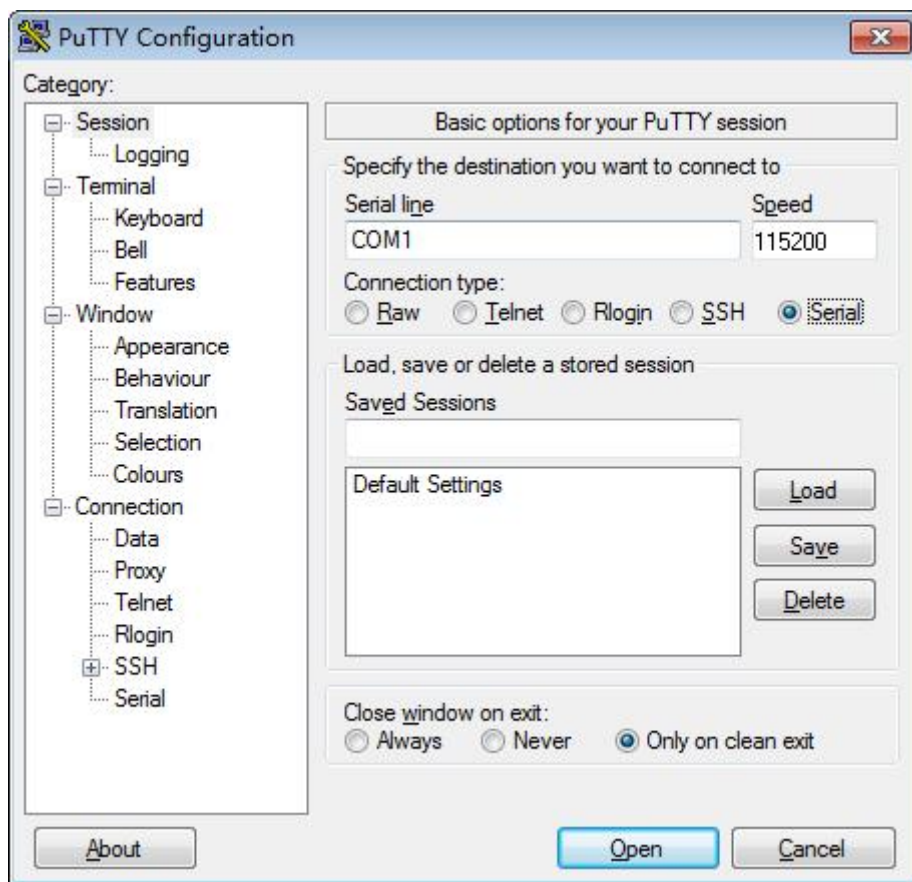 PuTTY Configuration
Category:
Session
Logging
Terminal
Keyboard
Bell
Features
Window
Appearance
Behaviour
Translation
Selection
Colours
Connection
Data
Proxy
Telnet
Rlogin
SSH
Serial
Basic options for your PuTTY session
Specify the destination you want to connect to
Serial line Speed
COM1 115200
Connection type:
Raw Telnet Rlogin SSH Serial
Load, save or delete a stored session
Saved Sessions
Default Settings
Load
Save
Delete
Close window on exit:
Always Never Only on clean exit
About Open Cancel